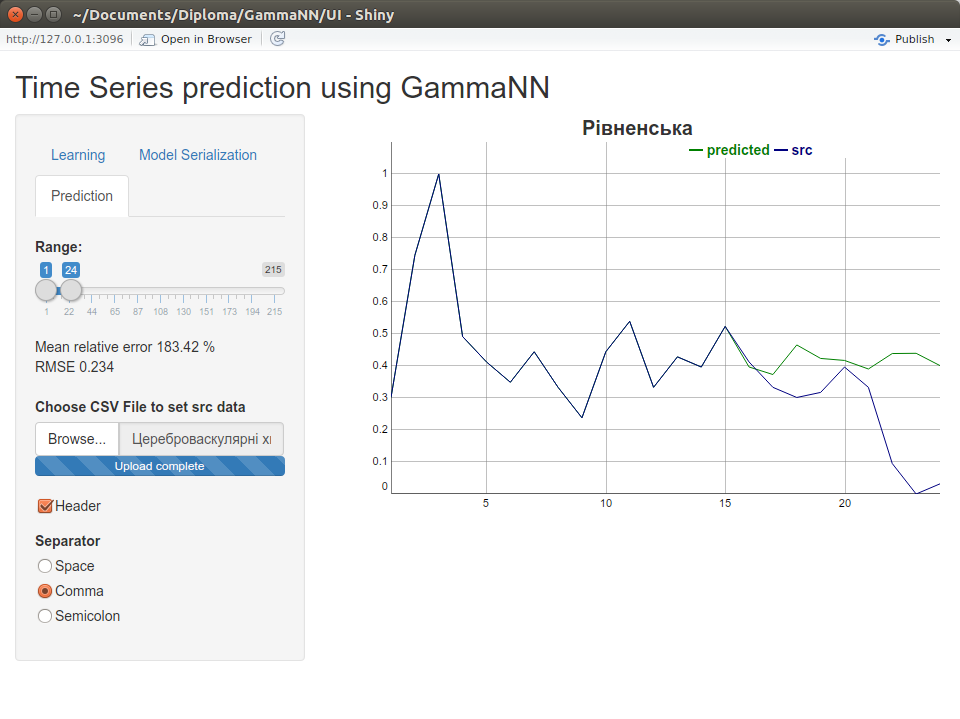 ~/Documents/Diploma/GammaNN/UI - Shiny
http://127.0.0.1:3096 Open in Browser Publish
Time Series prediction using GammaNN
Learning Model Serialization
Prediction
Range:
1 24 215
1 22 44 65 87 108 130 151 173 194 215
Mean relative error 183.42 %
RMSE 0.234
Choose CSV File to set src data
Browse... Цереброваскулярні
Upload complete
Header
Separator
Space
Comma
Semicolon
Рівненська
predicted src
1
0.9
0.8
0.7
0.6
0.5
0.4
0.3
0.2
0.1
0
5 10 15 20